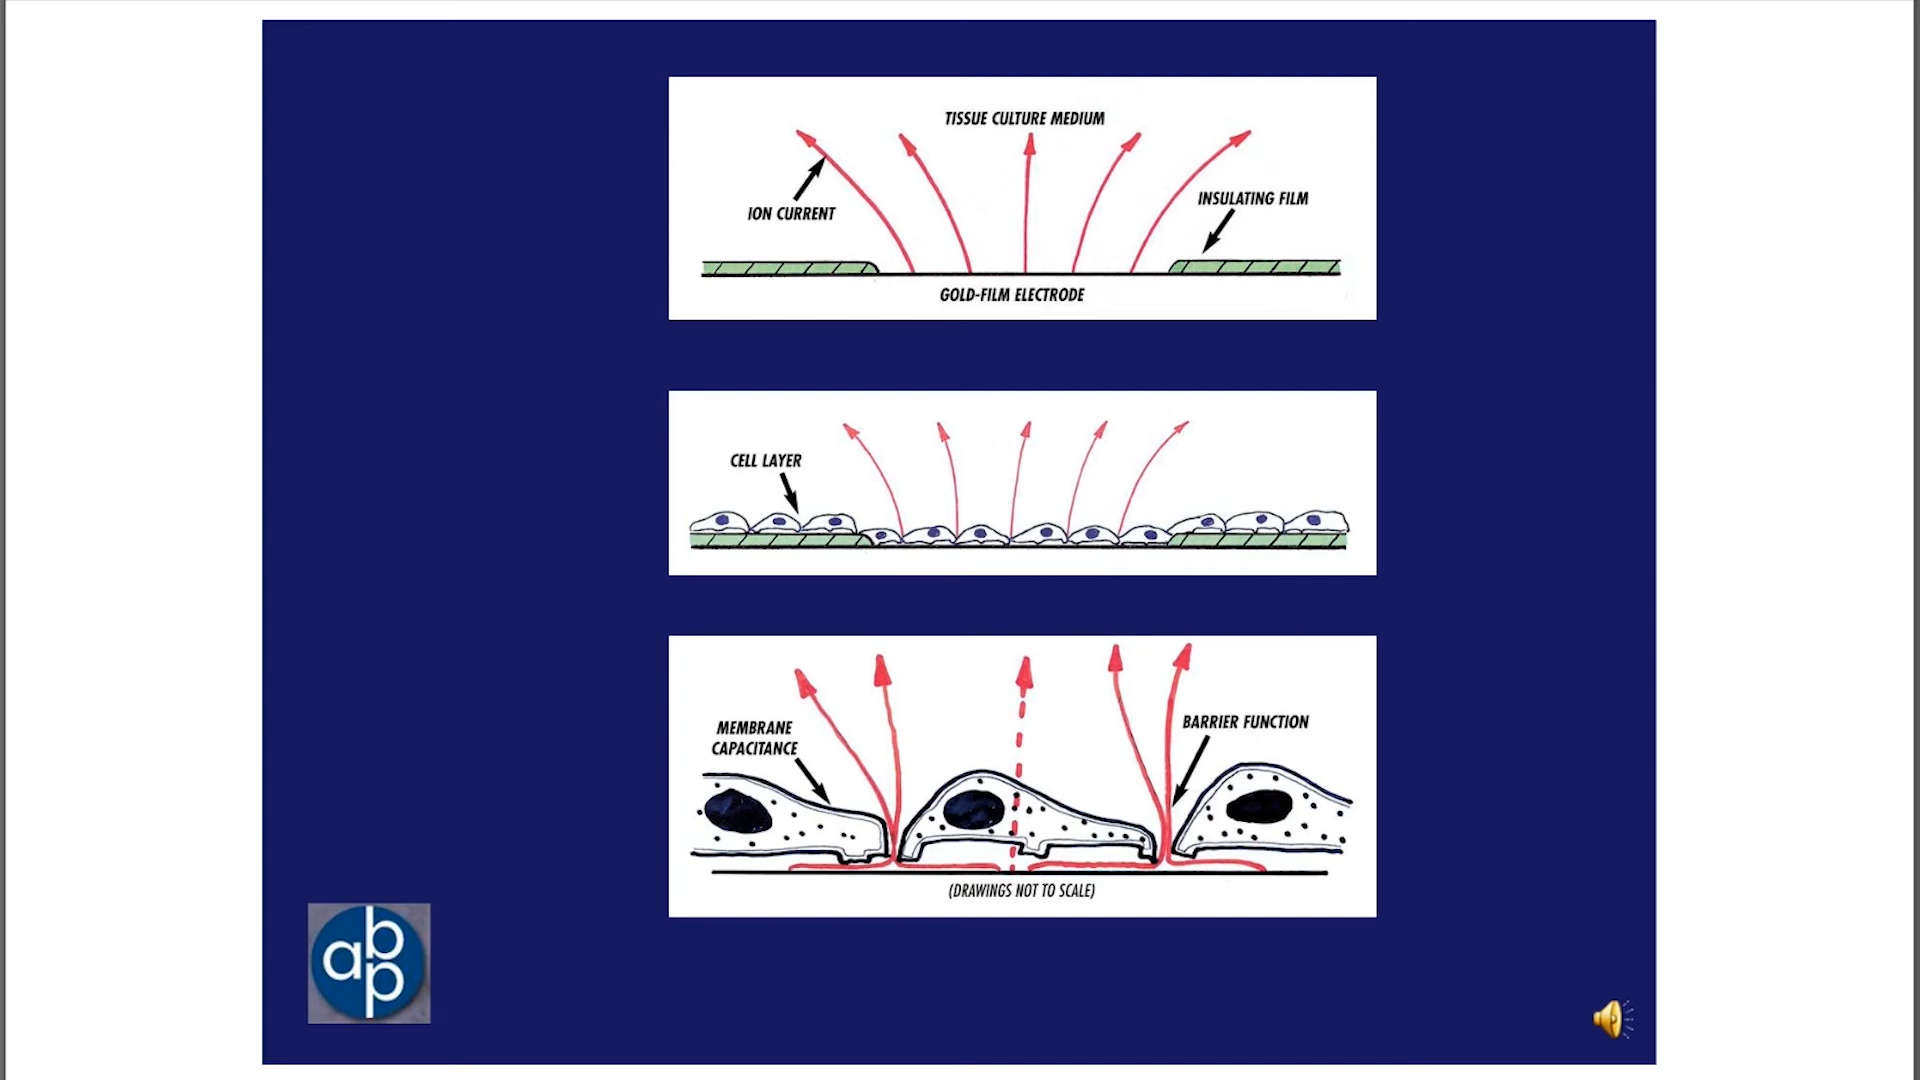 TISSUE CULTURE MEDIUM
ION CURRENT
INSULATING FILM
GOLD-FILM ELECTRODE
CELL LAYER
MEMBRANE
CAPACITANCE
BARRIER FUNCTION
(DRAWINGS NOT TO SCALE)
abp